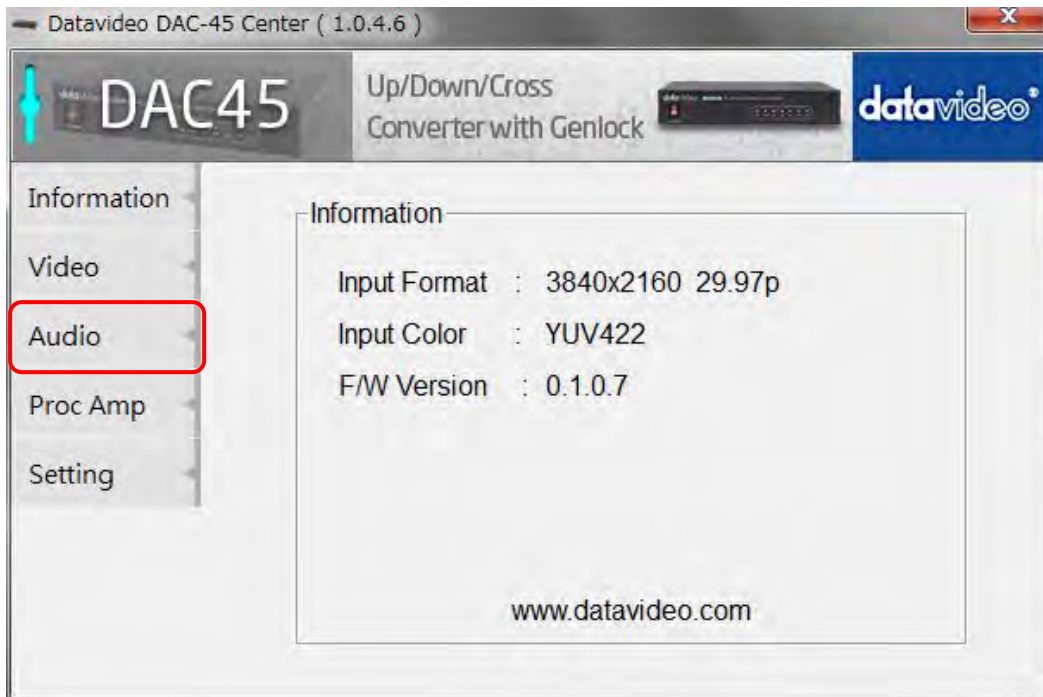 Datavideo DAC-45 Center ( 1.0.4.6 )
x
DAC45
Up/Down/Cross
Converter with Genlock
datavideo
Information
Video
Audio
Proc Amp
Setting
Information
Input Format : 3840x2160 29.97p
Input Color : YUV422
F/W Version : 0.1.0.7
www.datavideo.com